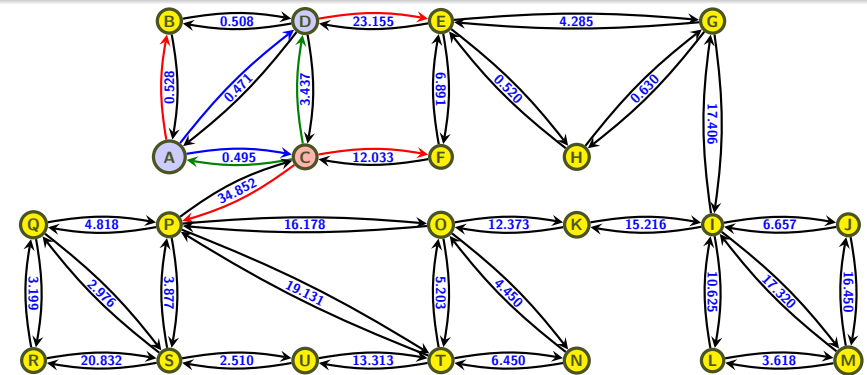 B 0.508 D 23.155 E 4.285 G
0.528 0.471 3.437 6.891 0.520 0.630 17.406
A 0.495 C 12.033 F H
34.852
Q 4.818 P 16.178 O 12.373 K 15.216 I 6.657 J
3.199 2.976 3.877 19.131 5.203 4.450 10.625 17.320 16.450
R 20.832 S 2.510 U 13.313 T 6.450 N L 3.618 M